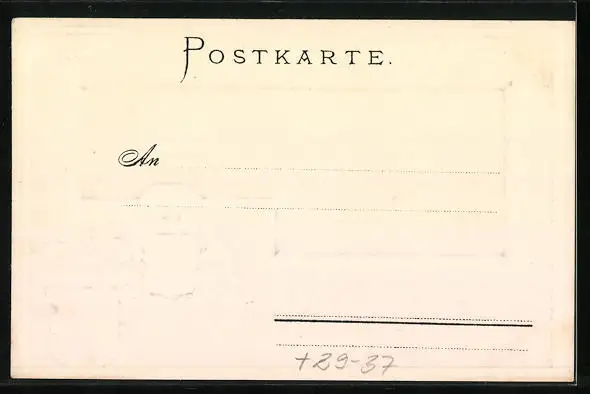 POSTKARTE.
An
+29-37